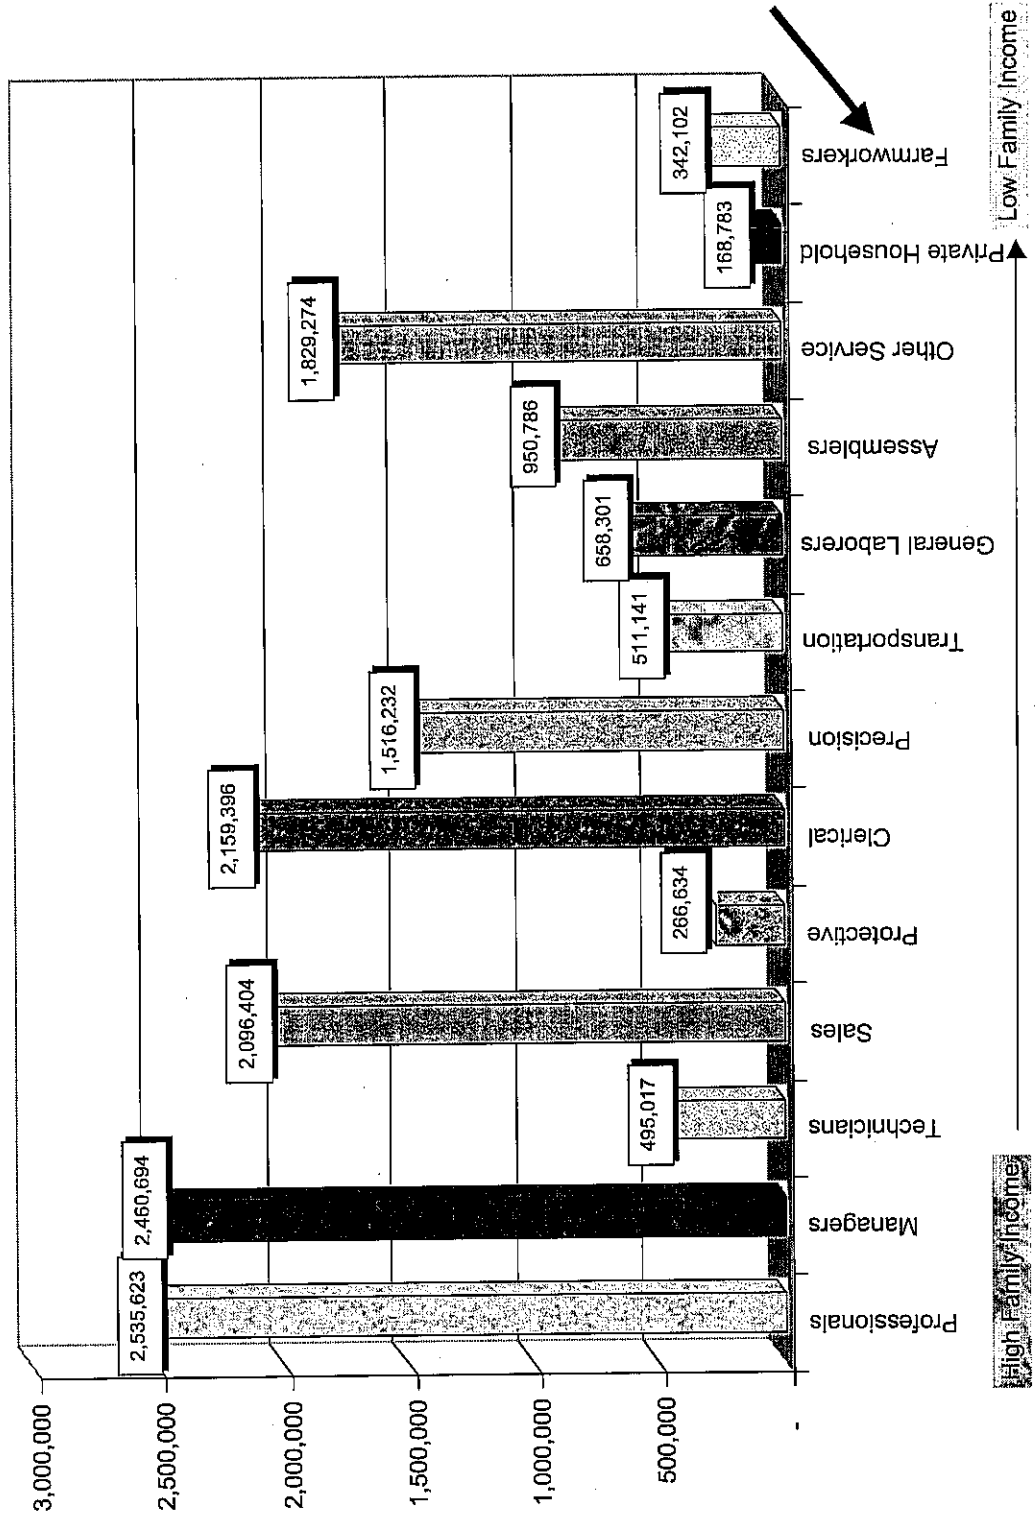 3,000,000
2,500,000
2,000,000
1,500,000
1,000,000
500,000
-
2,535,623
2,460,694
495,017
2,096,404
266,634
2,159,396
1,516,232
511,141
658,301
950,786
1,829,274
168,783
342,102
Professionals
Managers
Technicians
Sales
Protective
Clerical
Precision
Transportation
General Laborers
Assemblers
Other Service
Private Household
Farmworkers
High Family Income
Low Family Income